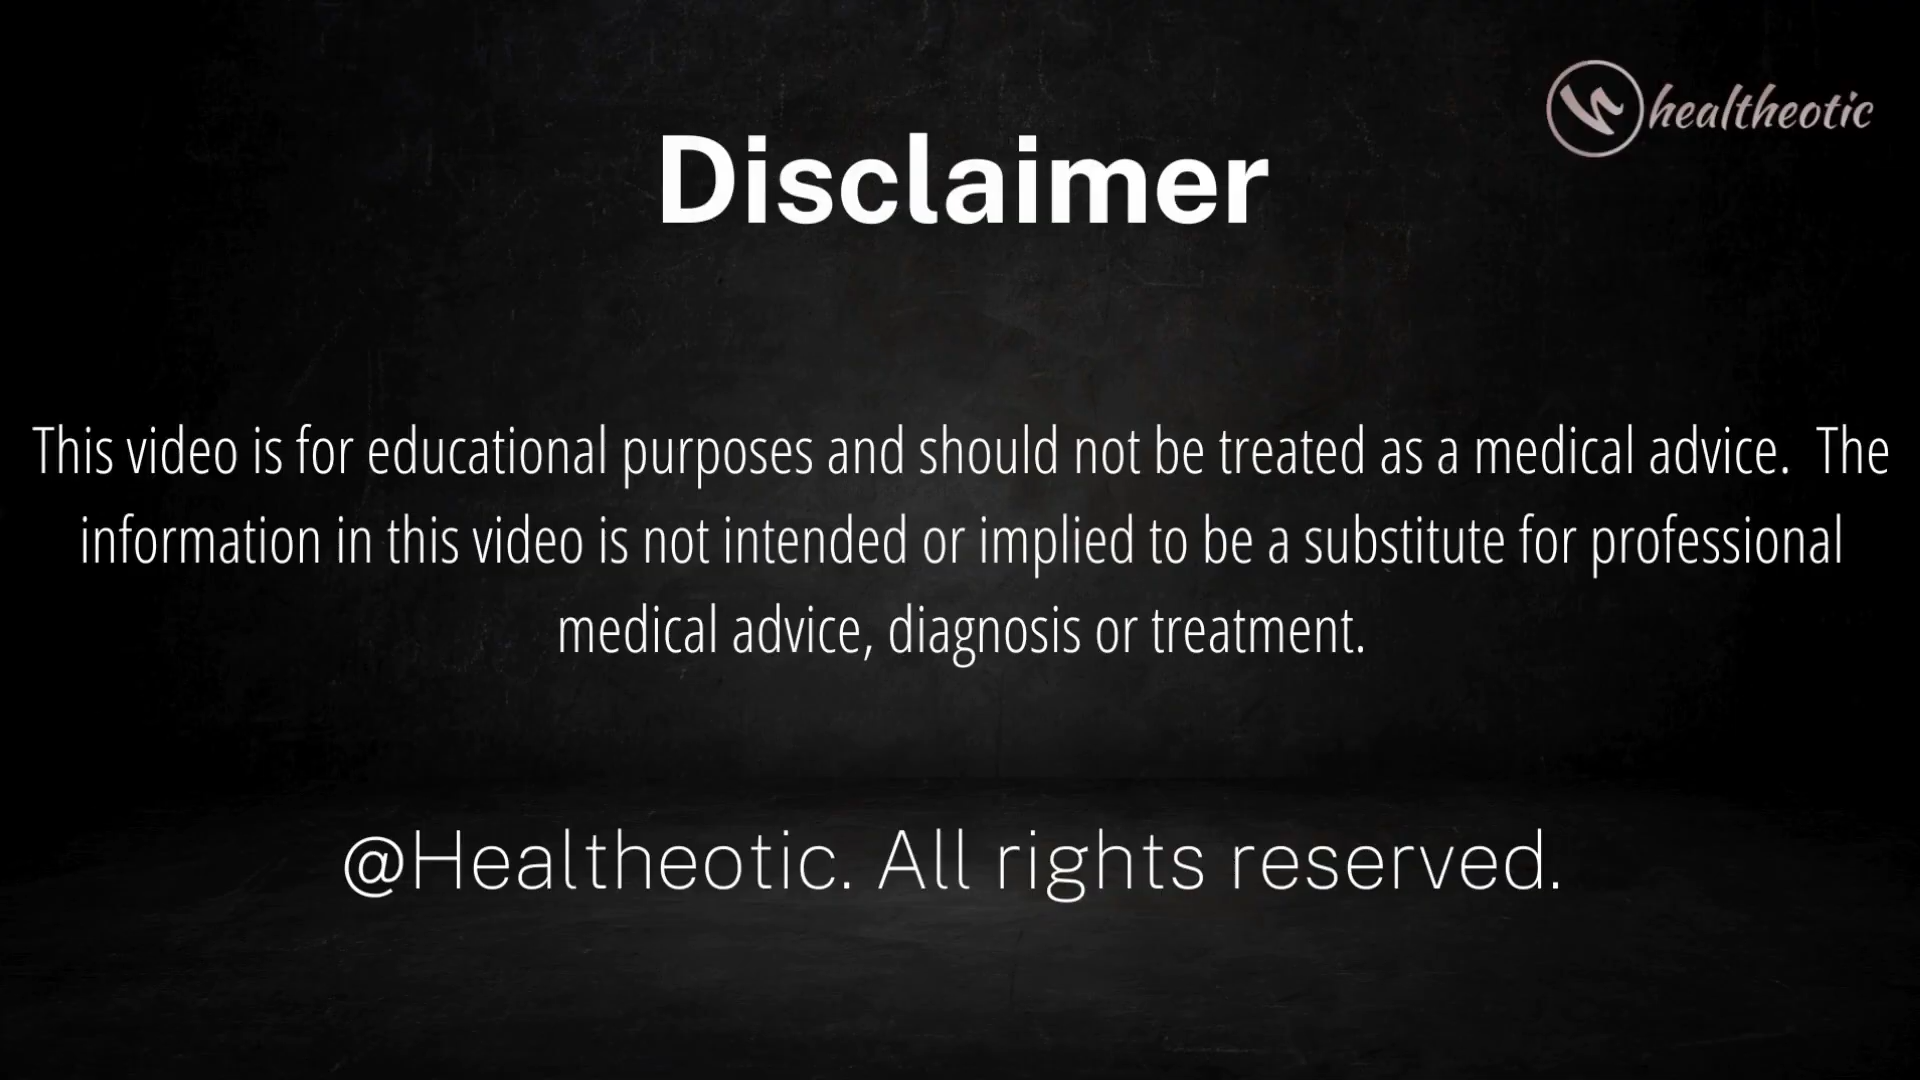 healtheotic
Disclaimer
This video is for educational purposes and should not be treated as a medical advice.  The
information in this video is not intended or implied to be a substitute for professional
medical advice, diagnosis or treatment.
@Healtheotic. All rights reserved.